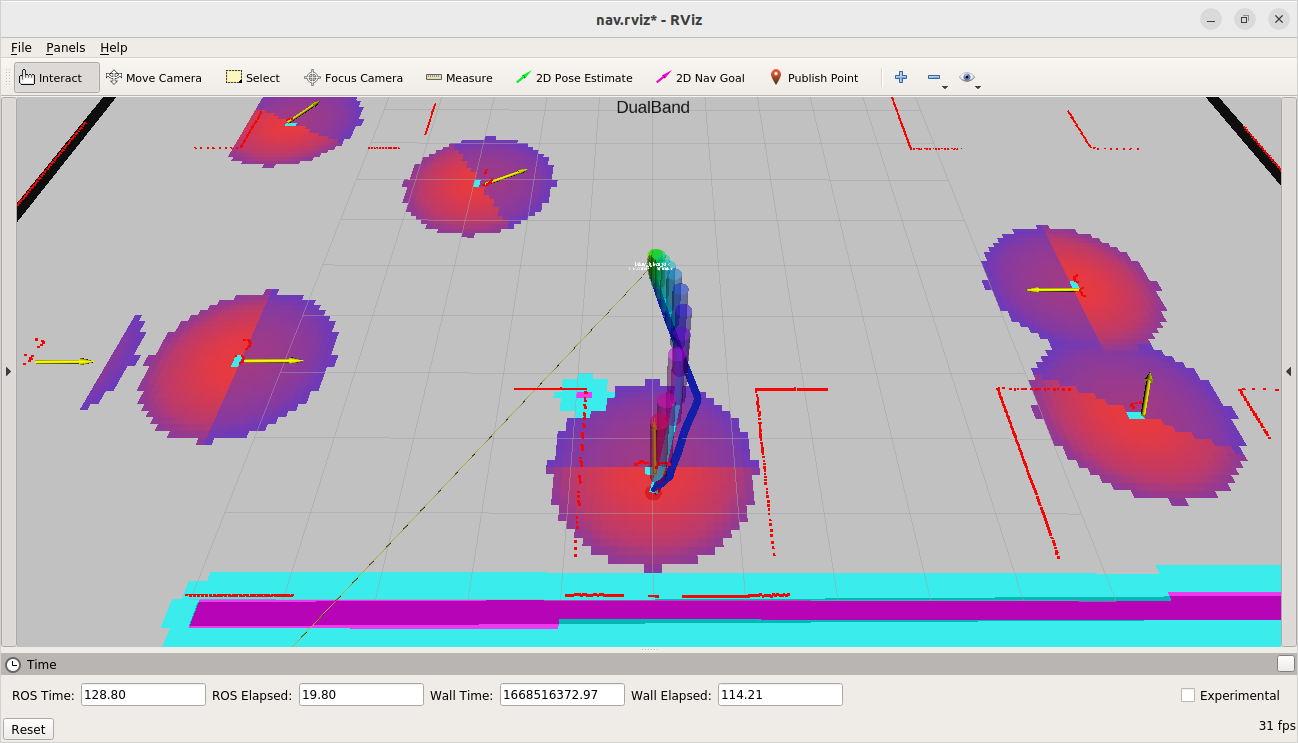 nav.rviz* - RViz
File Panels Help
Interact Move Camera Select Focus Camera Measure 2D Pose Estimate 2D Nav Goal Publish Point
DualBand
Time
ROS Time: 128.80 ROS Elapsed: 19.80 Wall Time: 1668516372.97 Wall Elapsed: 114.21 Experimental
Reset 31 fps